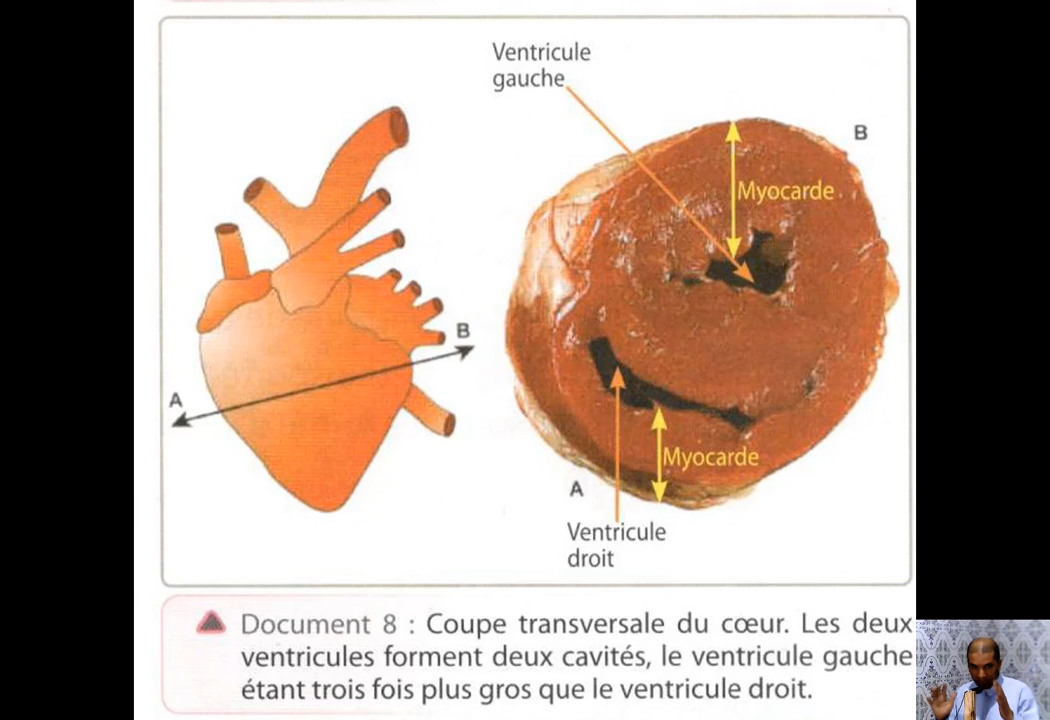 Ventricule
gauche
B
Myocarde
B
A
Myocarde
A
Ventricule
droit
Document 8 : Coupe transversale du cœur. Les deux
ventricules forment deux cavités, le ventricule gauche
étant trois fois plus gros que le ventricule droit.